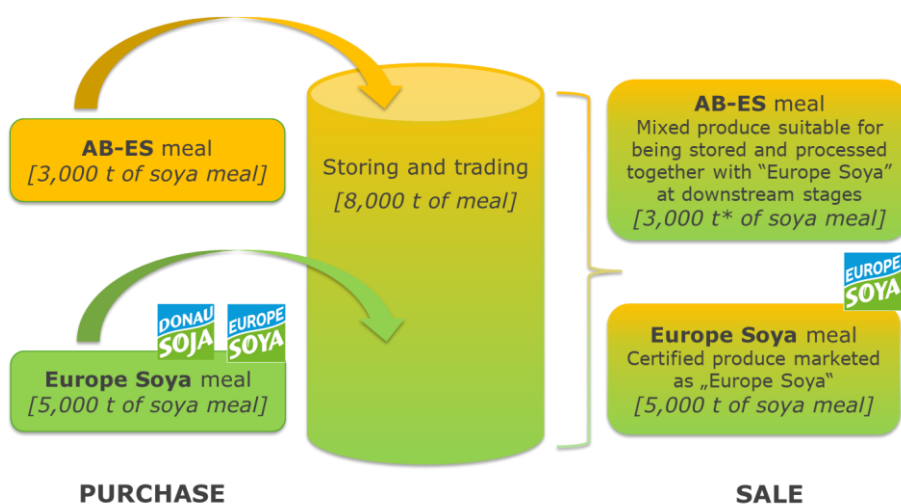 AB-ES meal
[3,000 t of soya meal]
DONAU
SOJA
EUROPE
SOYA
Europe Soya meal
[5,000 t of soya meal]
PURCHASE
Storing and trading
[8,000 t of meal]
AB-ES meal
Mixed produce suitable for
being stored and processed
together with “Europe Soya”
at downstream stages
[3,000 t* of soya meal]
EUROPE
SOYA
Europe Soya meal
Certified produce marketed
as „Europe Soya“
[5,000 t of soya meal]
SALE